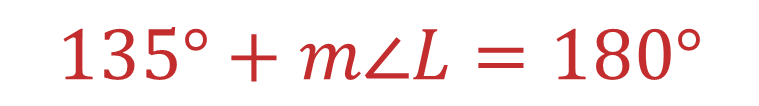 135° + m∠L = 180°